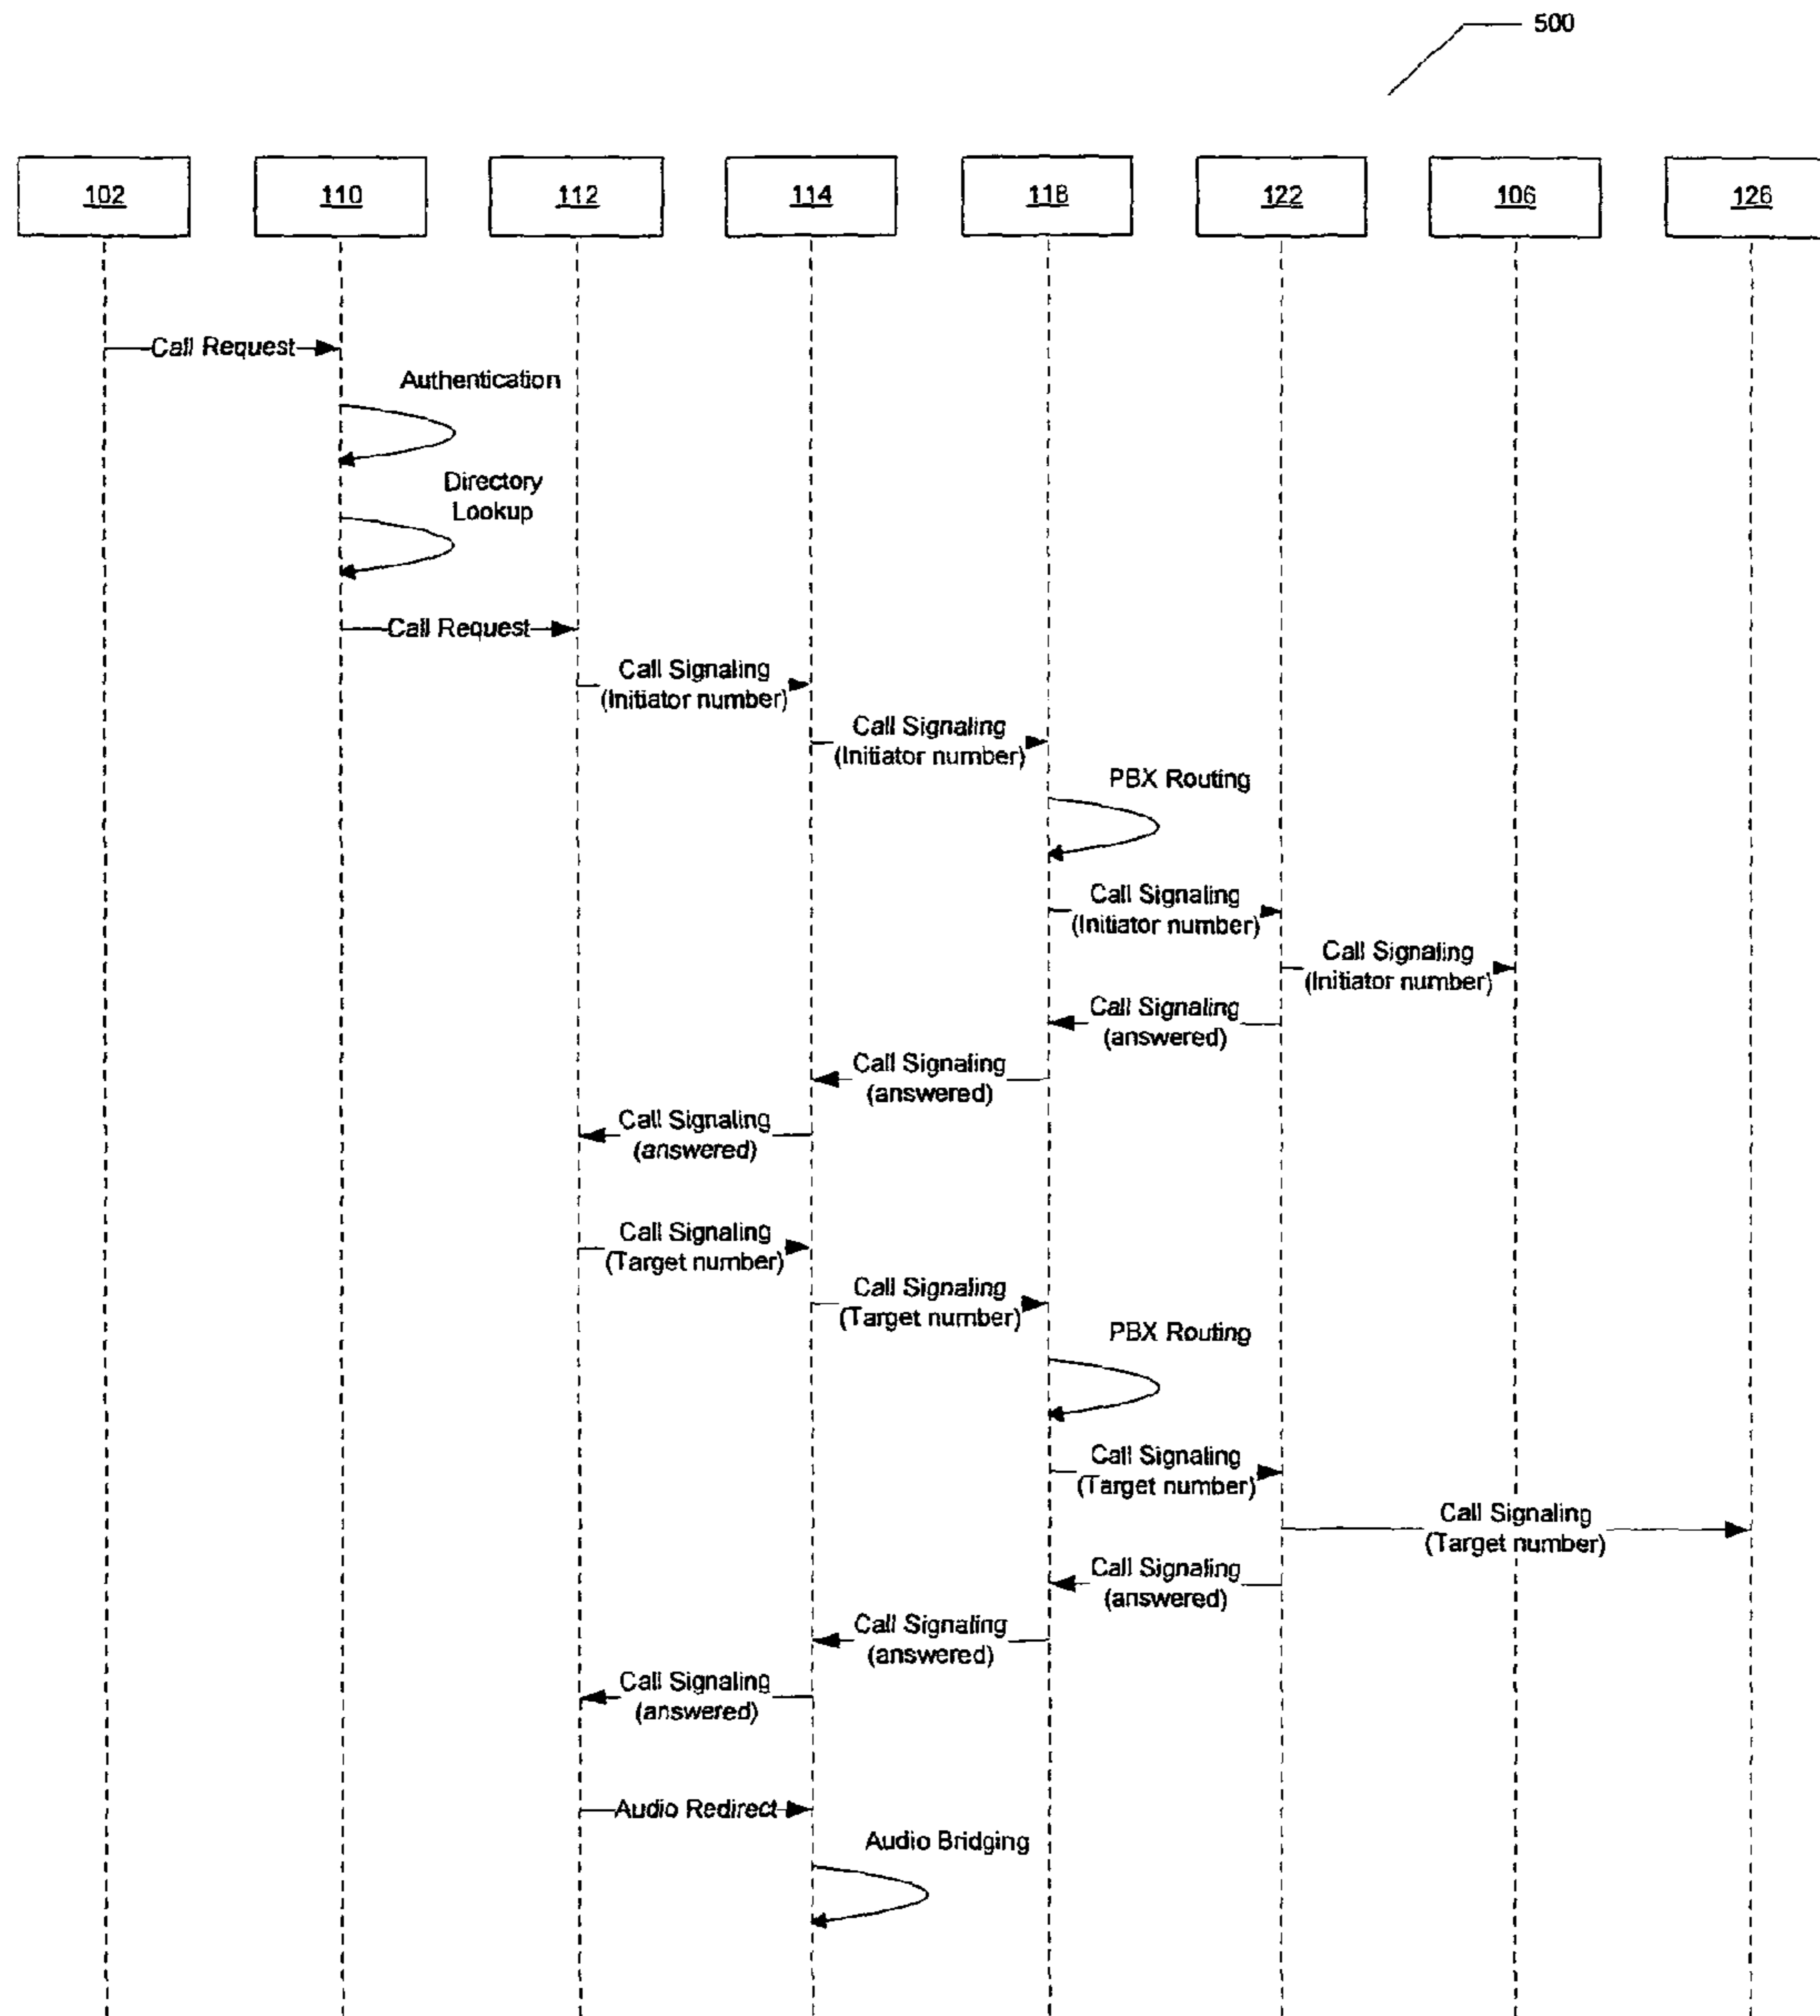 500
102
110
112
114
118
122
106
126
Call Request
Authentication
Directory
Lookup
Call Request
Call Signaling
(Initiator number)
Call Signaling
(Initiator number)
PBX Routing
Call Signaling
(Initiator number)
Call Signaling
(Initiator number)
Call Signaling
(answered)
Call Signaling
(answered)
Call Signaling
(answered)
Call Signaling
(Target number)
Call Signaling
(Target number)
PBX Routing
Call Signaling
(Target number)
Call Signaling
(Target number)
Call Signaling
(answered)
Call Signaling
(answered)
Call Signaling
(answered)
Audio Redirect
Audio Bridging